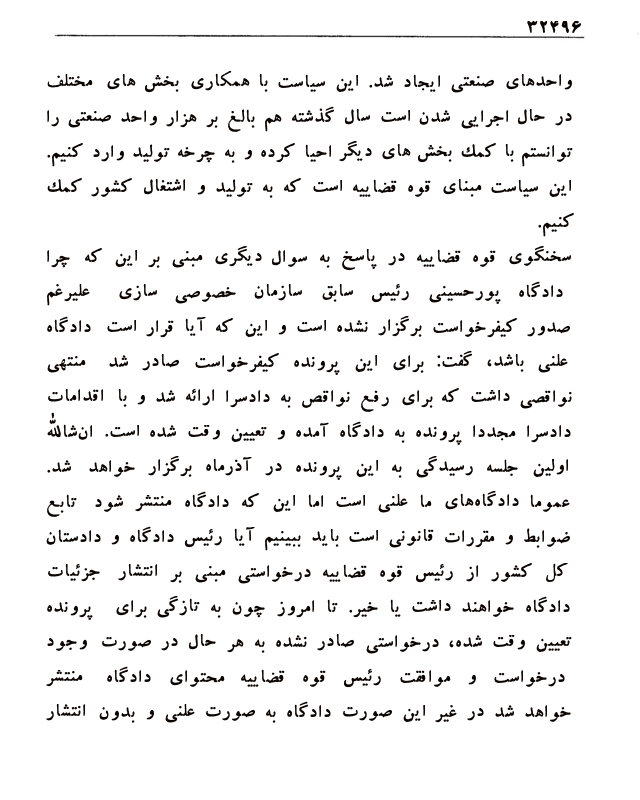 ۳۲۴۹۶
واحدهای صنعتی ایجاد شد. این سیاست با همکاری بخش های مختلف
در حال اجرایی شدن است سال گذشته هم بالغ بر هزار واحد صنعتی را
توانستم با کمك بخش های دیگر احیا کرده و به چرخه تولید وارد کنیم.
این سیاست مبنای قوه قضاییه است که به تولید و اشتغال کشور کمك
کنیم.
سخنگوی قوه قضاییه در پاسخ به سوال دیگری مبنی بر این که چرا
دادگاه پورحسینی رئیس سابق سازمان خصوصی سازی علیرغم
صدور کیفرخواست برگزار نشده است و این که آیا قرار است دادگاه
علنی باشد، گفت: برای این پرونده کیفرخواست صادر شد منتهی
نواقصی داشت که برای رفع نواقص به دادسرا ارائه شد و با اقدامات
دادسرا مجددا پرونده به دادگاه آمده و تعیین وقت شده است. ان‌شاالله
اولین جلسه رسیدگی به این پرونده در آذرماه برگزار خواهد شد.
عموما دادگاه‌های ما علنی است اما این که دادگاه منتشر شود تابع
ضوابط و مقررات قانونی است باید ببینیم آیا رئیس دادگاه و دادستان
کل کشور از رئیس قوه قضاییه درخواستی مبنی بر انتشار جزئیات
دادگاه خواهند داشت یا خیر. تا امروز چون به تازگی برای پرونده
تعیین وقت شده، درخواستی صادر نشده به هر حال در صورت وجود
درخواست و موافقت رئیس قوه قضاییه محتوای دادگاه منتشر
خواهد شد در غیر این صورت دادگاه به صورت علنی و بدون انتشار